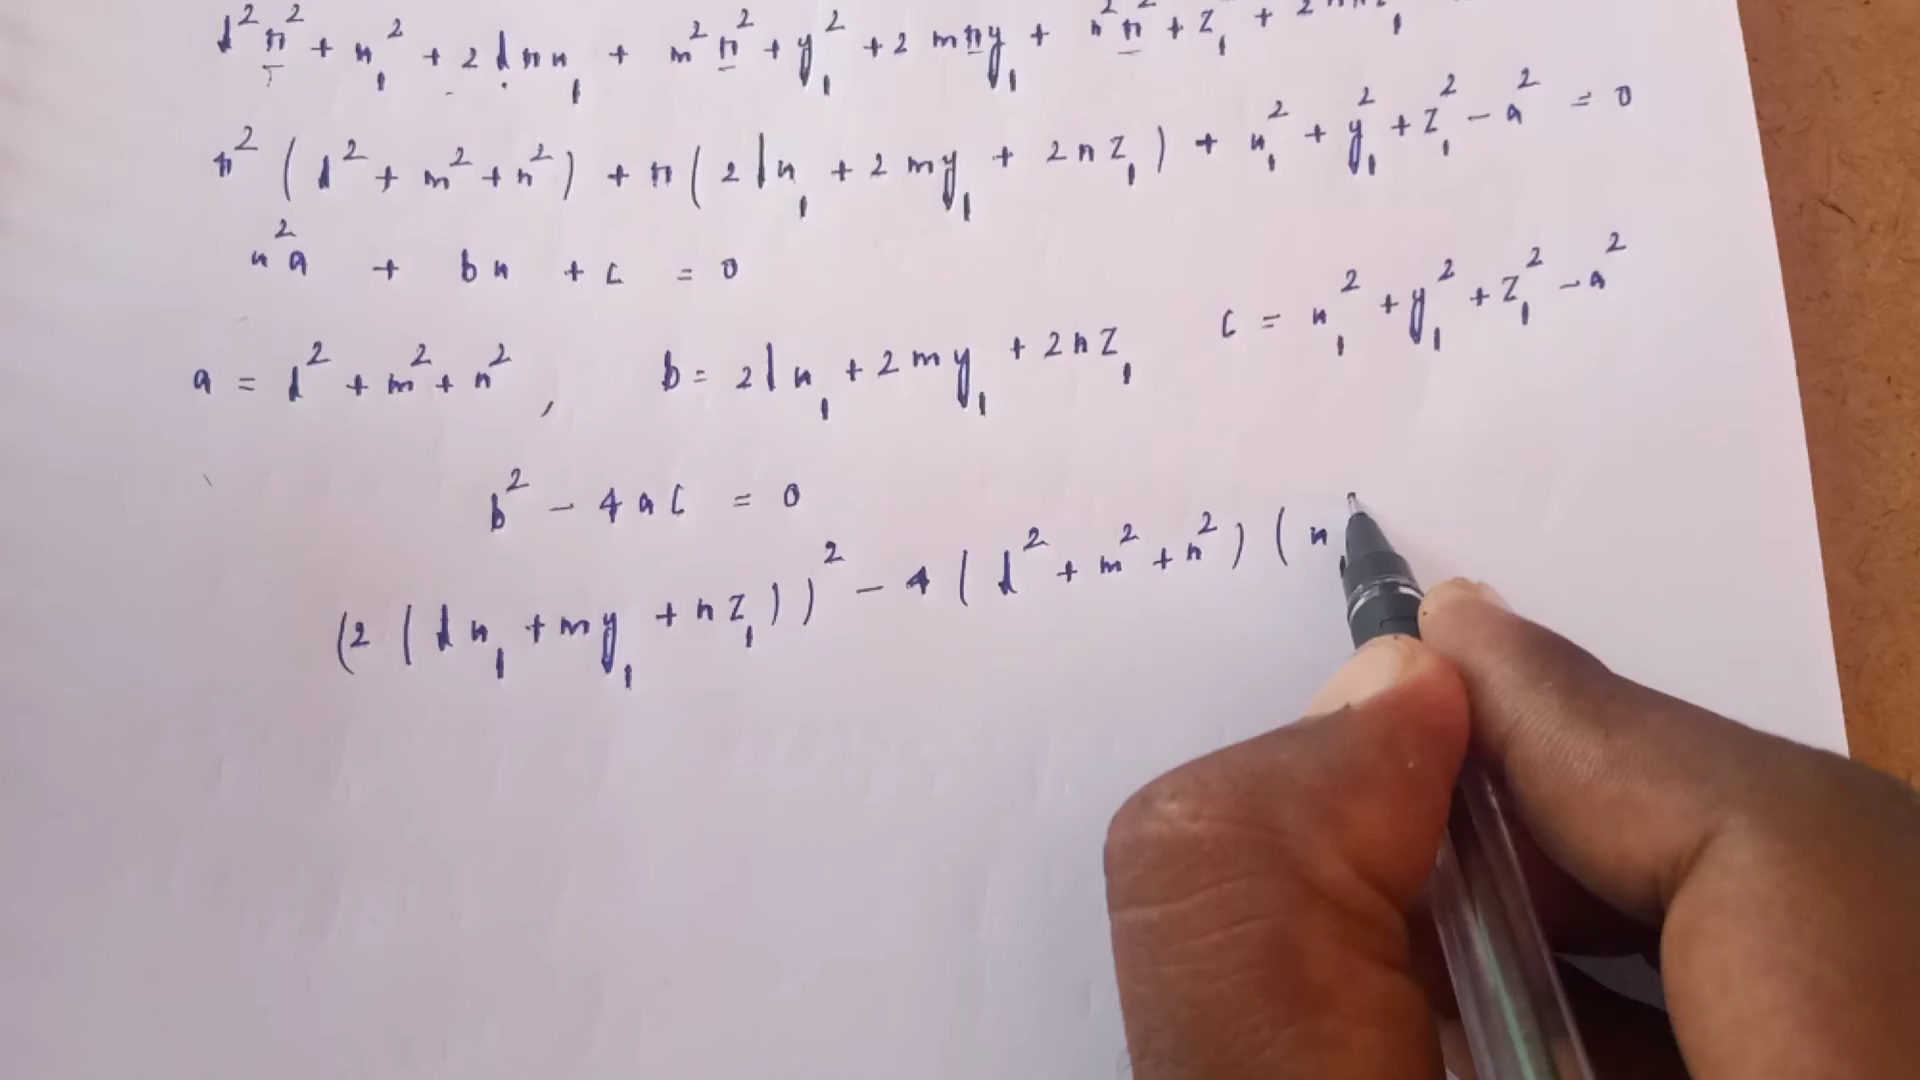 l²r²+x₁²+2lrx₁+m²r²+y₁²+2mry₁+n²r²+z₁²+2nrz₁
r²(l²+m²+n²)+r(2lx₁+2my₁+2nz₁)+x₁²+y₁²+z₁²-a²=0
x²a+bx+c=0
a=l²+m²+n², b=2lx₁+2my₁+2nz₁ c=x₁²+y₁²+z₁²-a²
b²-4ac=0
(2(lx₁+my₁+nz₁))²-4(l²+m²+n²)(x₁